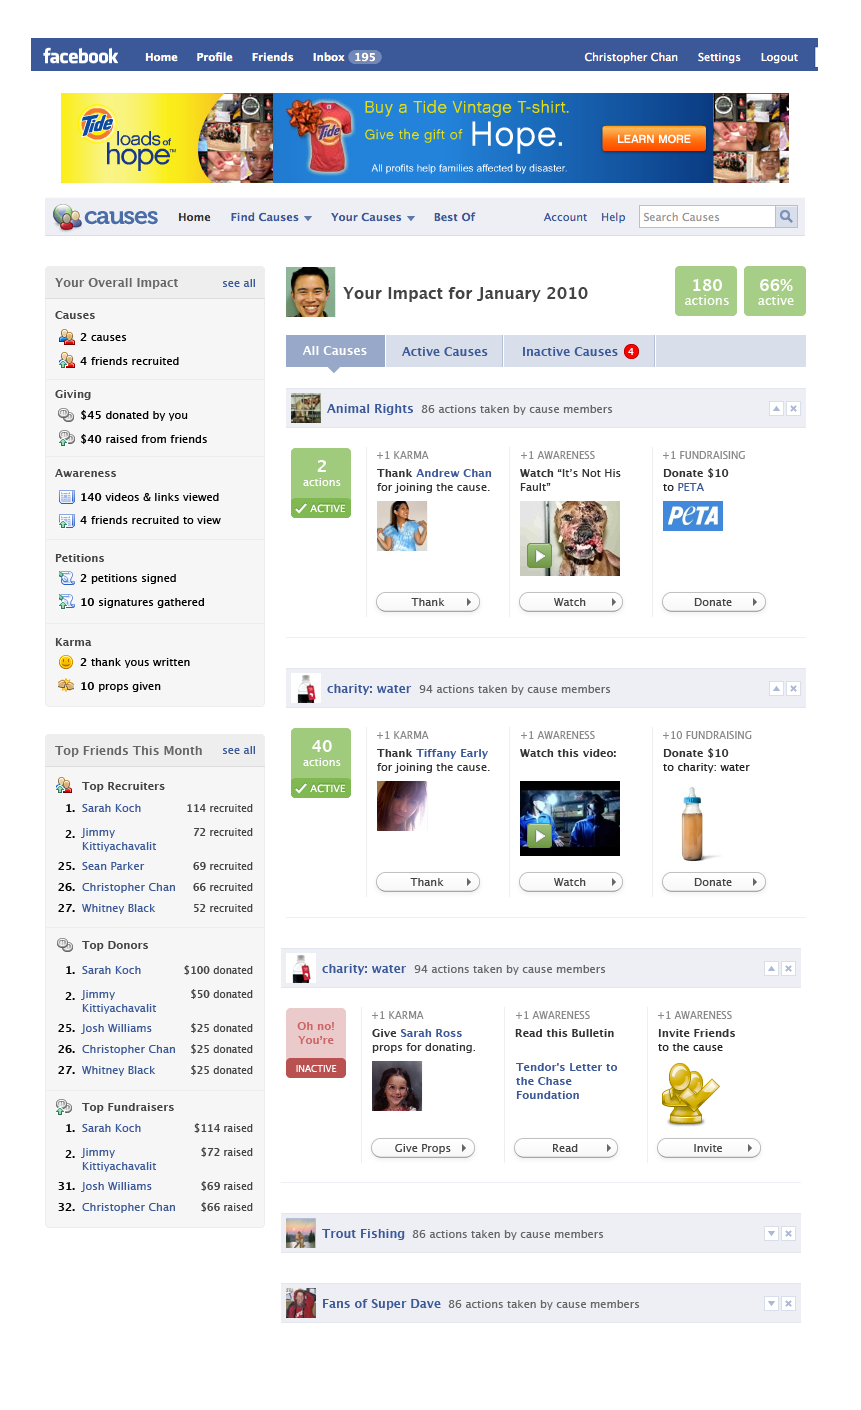 facebook Home Profile Friends Inbox 195 Christopher Chan Settings Logout
Tide
loads of
hope™
Tide
Buy a Tide Vintage T-shirt.
Give the gift of Hope.
All profits help families affected by disaster.
LEARN MORE
causes Home Find Causes Your Causes Best Of Account Help Search Causes
Your Overall Impact see all
Causes
2 causes
4 friends recruited
Giving
$45 donated by you
$40 raised from friends
Awareness
140 videos & links viewed
4 friends recruited to view
Petitions
2 petitions signed
10 signatures gathered
Karma
2 thank yous written
10 props given
Top Friends This Month see all
Top Recruiters
1. Sarah Koch 114 recruited
2. Jimmy 72 recruited
Kittiyachavalit
25. Sean Parker 69 recruited
26. Christopher Chan 66 recruited
27. Whitney Black 52 recruited
Top Donors
1. Sarah Koch $100 donated
2. Jimmy $50 donated
Kittiyachavalit
25. Josh Williams $25 donated
26. Christopher Chan $25 donated
27. Whitney Black $25 donated
Top Fundraisers
1. Sarah Koch $114 raised
2. Jimmy $72 raised
Kittiyachavalit
31. Josh Williams $69 raised
32. Christopher Chan $66 raised
Your Impact for January 2010
180
actions
66%
active
All Causes Active Causes Inactive Causes 4
Animal Rights 86 actions taken by cause members
2
actions
ACTIVE
+1 KARMA
Thank Andrew Chan
for joining the cause.
Thank
+1 AWARENESS
Watch “It’s Not His
Fault”
Watch
+1 FUNDRAISING
Donate $10
to PETA
PETA
Donate
charity: water 94 actions taken by cause members
40
actions
ACTIVE
+1 KARMA
Thank Tiffany Early
for joining the cause.
Thank
+1 AWARENESS
Watch this video:
Watch
+10 FUNDRAISING
Donate $10
to charity: water
Donate
charity: water 94 actions taken by cause members
Oh no!
You're
INACTIVE
+1 KARMA
Give Sarah Ross
props for donating.
Give Props
+1 AWARENESS
Read this Bulletin
Tendor's Letter to
the Chase
Foundation
Read
+1 AWARENESS
Invite Friends
to the cause
Invite
Trout Fishing 86 actions taken by cause members
Fans of Super Dave 86 actions taken by cause members